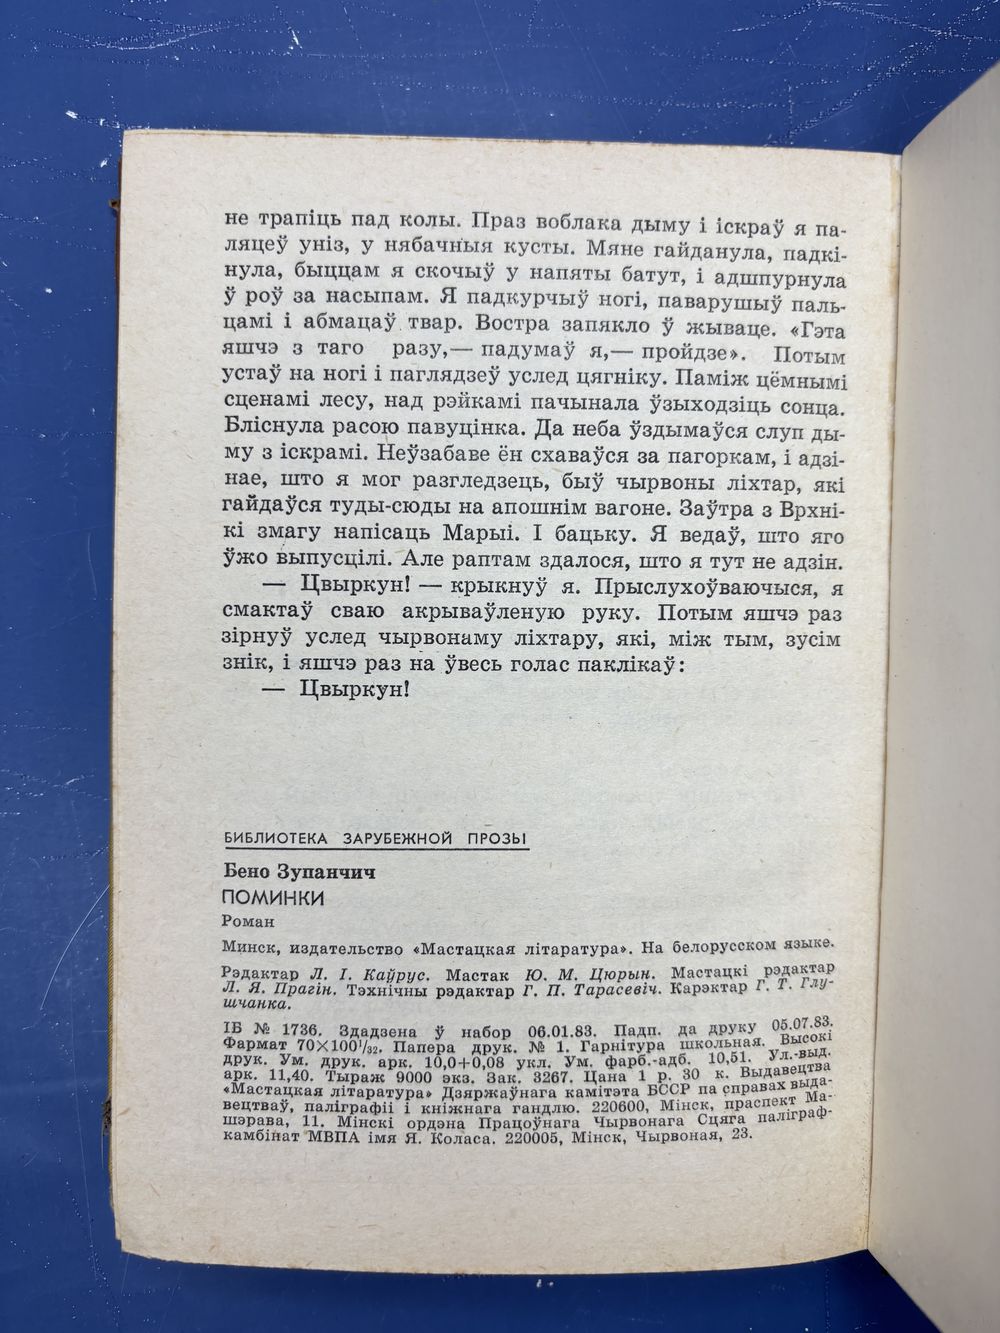 не трапіць пад колы. Праз воблака дыму і іскраў я па-
ляцеў уніз, у нябачныя кусты. Мяне гайданула, падкі-
нула, быццам я скочыў у напяты батут, і адшпурнула
ў роў за насыпам. Я падкурчыў ногі, паварушыў паль-
цамі і абмацаў твар. Востра запякло ў жываце. «Гэта
яшчэ з таго разу,— падумаў я,— пройдзе». Потым
устаў на ногі і паглядзеў услед цягніку. Паміж цёмнымі
сценамі лесу, над рэйкамі пачынала ўзыходзіць сонца.
Бліснула расою павуцінка. Да неба ўздымаўся слуп ды-
му з іскрамі. Неўзабаве ён схаваўся за пагоркам, і адзі-
нае, што я мог разгледзець, быў чырвоны ліхтар, які
гайдаўся туды-сюды на апошнім вагоне. Заўтра з Врхні-
кі змагу напісаць Марыі. І бацьку. Я ведаў, што яго
ўжо выпусцілі. Але раптам здалося, што я тут не адзін.
— Цвыркун! — крыкнуў я. Прыслухоўваючыся, я
смактаў сваю акрываўленую руку. Потым яшчэ раз
зірнуў услед чырвонаму ліхтару, які, між тым, зусім
знік, і яшчэ раз на ўвесь голас паклікаў:
— Цвыркун!
БИБЛИОТЕКА ЗАРУБЕЖНОЙ ПРОЗЫ
Бено Зупанчич
ПОМИНКИ
Роман
Минск, издательство «Мастацкая літаратура». На белорусском языке.
Рэдактар Л. І. Каўрус. Мастак Ю. М. Цюрын. Мастацкі рэдактар
Л. Я. Прагін. Тэхнічны рэдактар Г. П. Тарасевіч. Карэктар Г. Т. Глу-
шчанка.
ІБ № 1736. Здадзена ў набор 06.01.83. Падп. да друку 05.07.83.
Фармат 70×100¹/₃₂. Папера друк. № 1. Гарнітура школьная. Высокі
друк. Ум. друк. арк. 10,0+0,08 укл. Ум. фарб.-адб. 10,51. Ул.-выд.
арк. 11,40. Тыраж 9000 экз. Зак. 3267. Цана 1 р. 30 к. Выдавецтва
«Мастацкая літаратура» Дзяржаўнага камітэта БССР па справах выда-
вецтваў, паліграфіі і кніжнага гандлю. 220600, Мінск, праспект Ма-
шэрава, 11. Мінскі ордэна Працоўнага Чырвонага Сцяга паліграф-
камбінат МВПА імя Я. Коласа. 220005, Мінск, Чырвоная, 23.